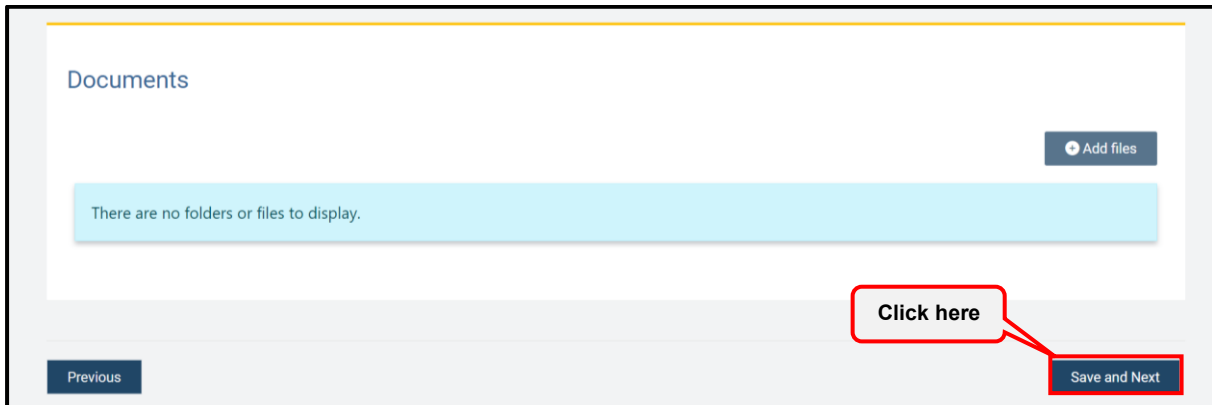 Documents
Add files
There are no folders or files to display.
Click here
Previous
Save and Next